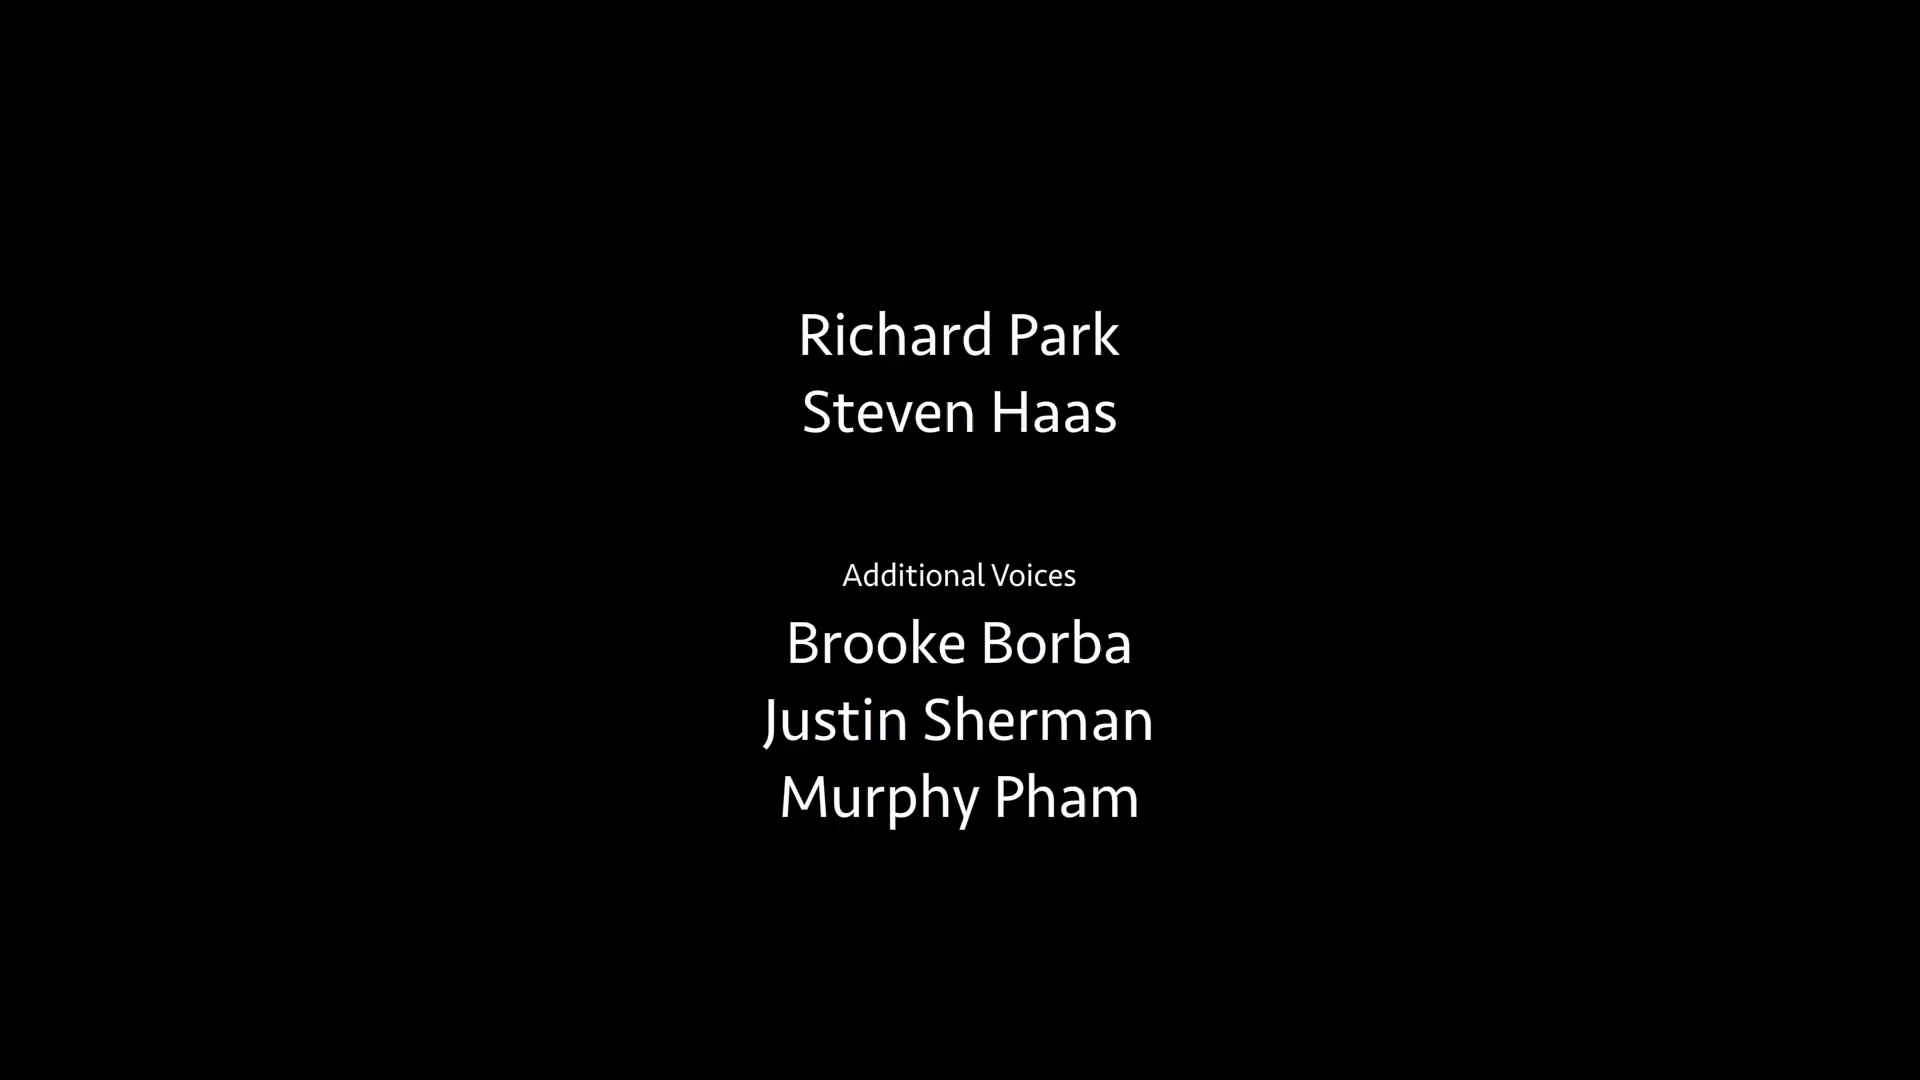 Richard Park
Steven Haas
Additional Voices
Brooke Borba
Justin Sherman
Murphy Pham